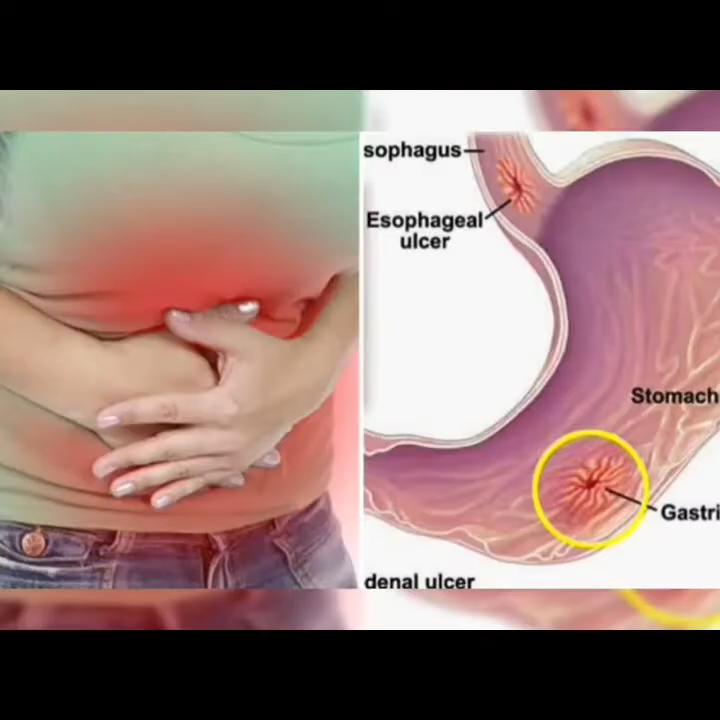 sophagus
Esophageal
ulcer
Stomach
Gastri
denal ulcer